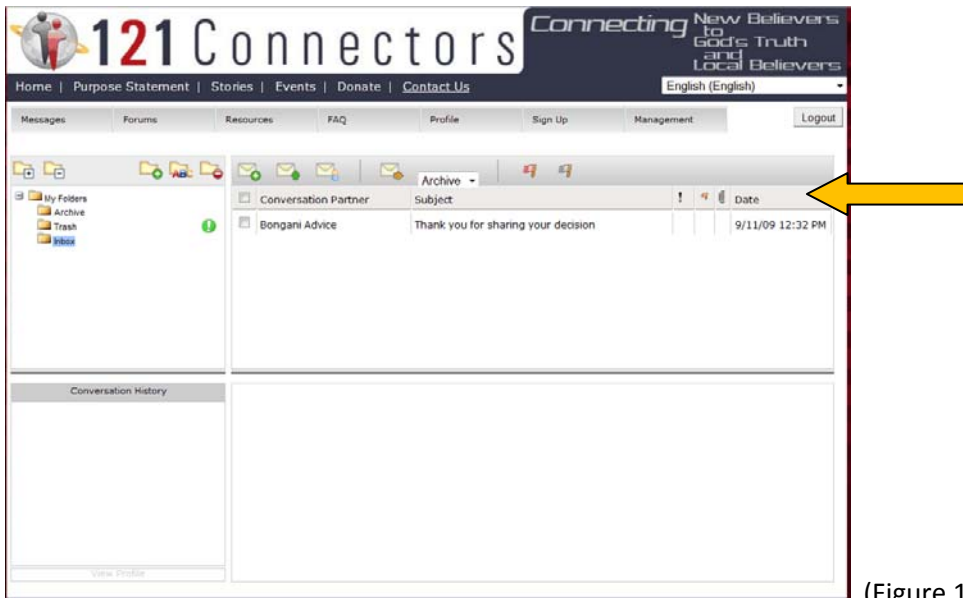 121 Connectors
Connecting New Believers
to
God's Truth
and
Local Believers
Home | Purpose Statement | Stories | Events | Donate | Contact Us
English (English)
Messages Forums Resources FAQ Profile Sign Up Management Logout
ABC
Archive
My Folders
Archive
Trash
Inbox
Conversation Partner Subject ! Date
Bongani Advice Thank you for sharing your decision 9/11/09 12:32 PM
Conversation History
View Profile
(Figure 1